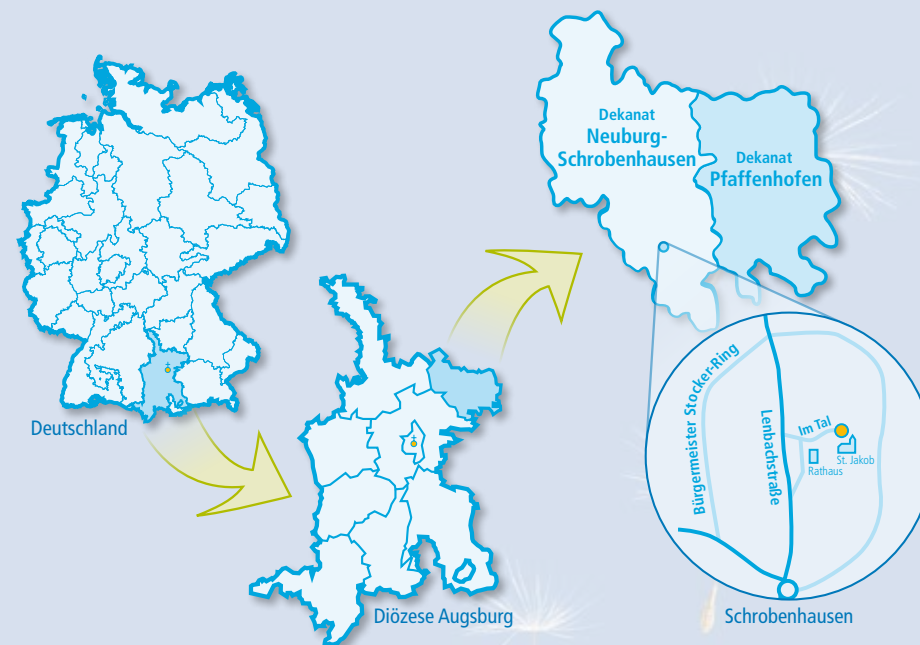 Deutschland
Diözese Augsburg
Dekanat
Neuburg-
Schrobenhausen
Dekanat
Pfaffenhofen
Bürgermeister Stocker-Ring
Lenbachstraße
Im Tal
St. Jakob
Rathaus
Schrobenhausen